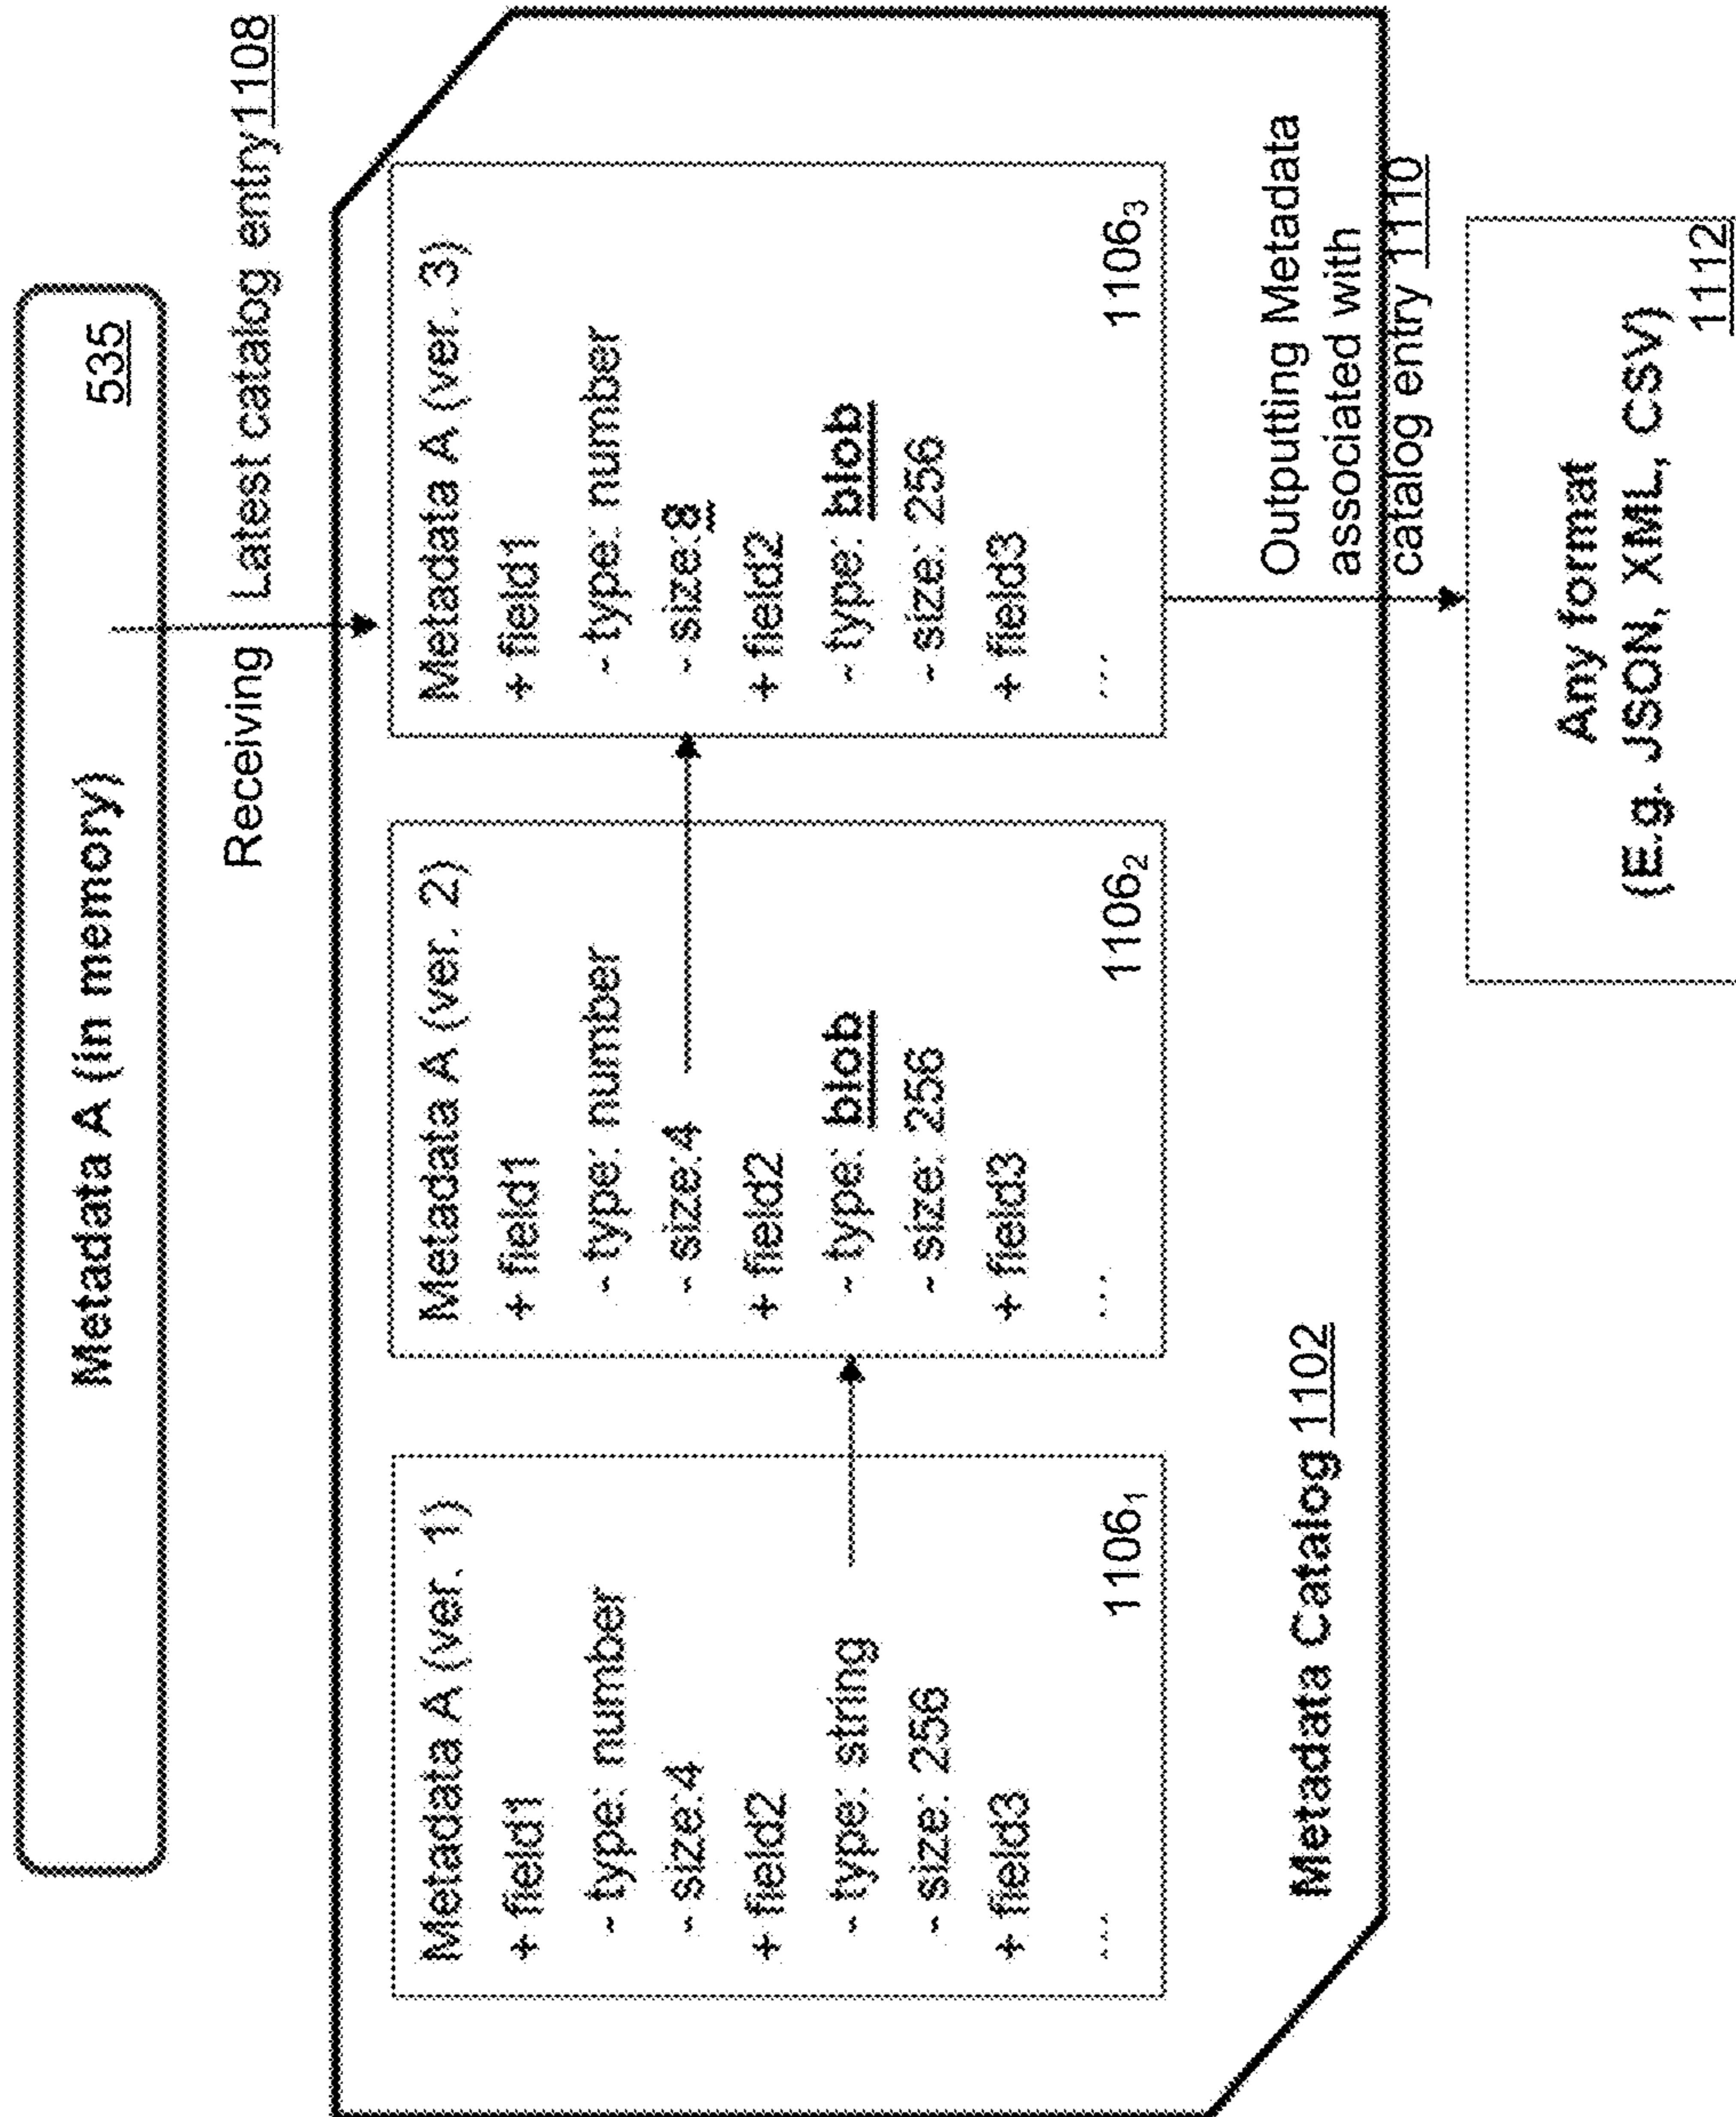 Metadata A (in memory)
535
Receiving
Latest catalog entry1108
Metadata A (ver. 1)
+ field1
- type: number
- size:4
+ field2
- type: string
- size: 256
+ field3
...
1106₁
Metadata A (ver. 2)
+ field1
- type: number
- size:4
+ field2
- type: blob
- size: 256
+ field3
...
1106₂
Metadata A (ver. 3)
+ field1
- type: number
- size:8
+ field2
- type: blob
- size: 256
+ field3
...
1106₃
Metadata Catalog 1102
Outputting Metadata
associated with
catalog entry 1110
Any format
(E.g. JSON, XML, CSV)
1112